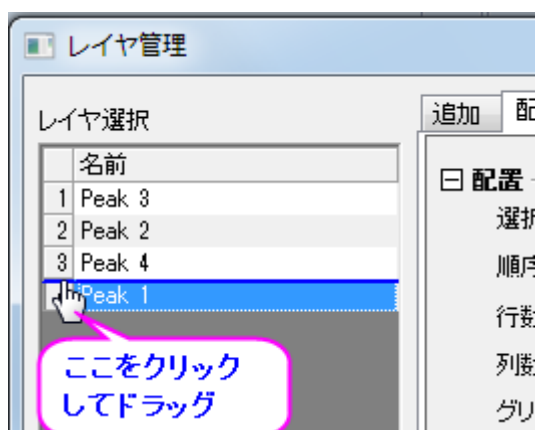 レイヤ管理
レイヤ選択
名前
1 Peak 3
2 Peak 2
3 Peak 4
Peak 1
ここをクリック
してドラッグ
追加
配置
選択
順序
行数
列数
グリ